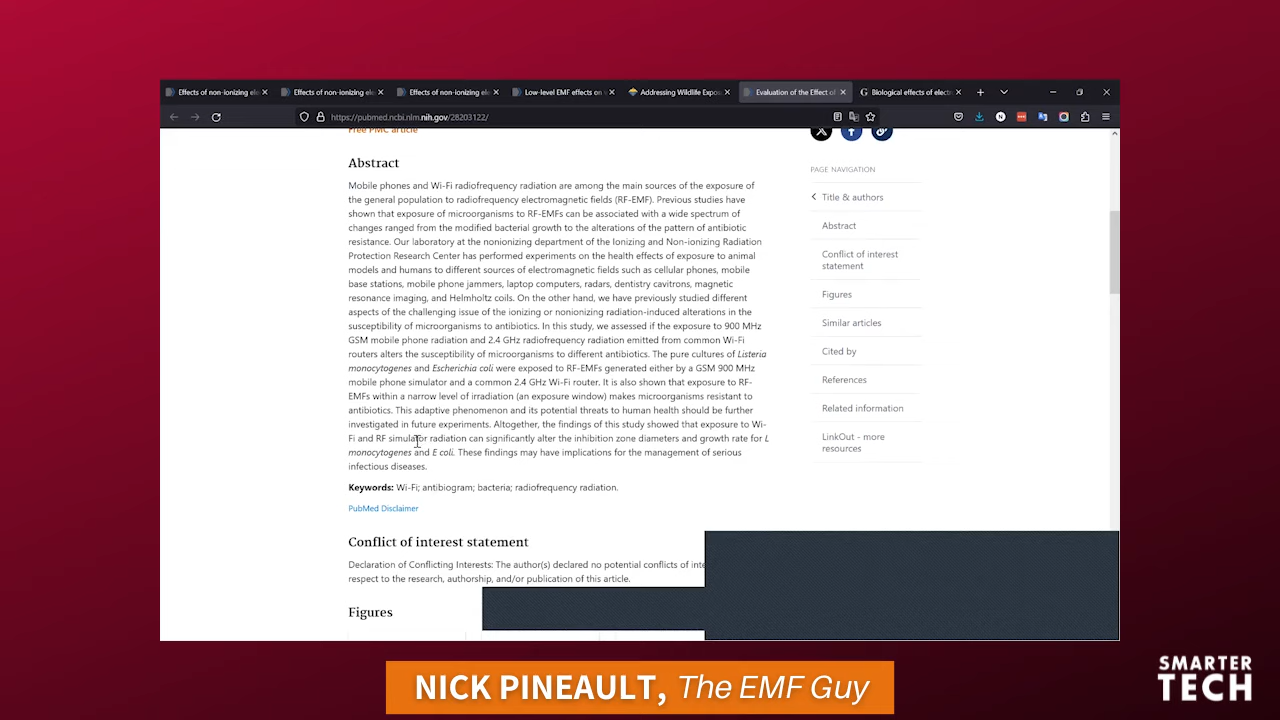 Effects of non-ionizing ele
Effects of non-ionizing ele
Effects of non-ionizing ele
Low-level EMF effects on w
Addressing Wildlife Expos
Evaluation of the Effect of
Biological effects of electr
https://pubmed.ncbi.nlm.nih.gov/28203122/
Free PMC article
Abstract
Mobile phones and Wi-Fi radiofrequency radiation are among the main sources of the exposure of
the general population to radiofrequency electromagnetic fields (RF-EMF). Previous studies have
shown that exposure of microorganisms to RF-EMFs can be associated with a wide spectrum of
changes ranged from the modified bacterial growth to the alterations of the pattern of antibiotic
resistance. Our laboratory at the nonionizing department of the Ionizing and Non-ionizing Radiation
Protection Research Center has performed experiments on the health effects of exposure to animal
models and humans to different sources of electromagnetic fields such as cellular phones, mobile
base stations, mobile phone jammers, laptop computers, radars, dentistry cavitrons, magnetic
resonance imaging, and Helmholtz coils. On the other hand, we have previously studied different
aspects of the challenging issue of the ionizing or nonionizing radiation-induced alterations in the
susceptibility of microorganisms to antibiotics. In this study, we assessed if the exposure to 900 MHz
GSM mobile phone radiation and 2.4 GHz radiofrequency radiation emitted from common Wi-Fi
routers alters the susceptibility of microorganisms to different antibiotics. The pure cultures of Listeria
monocytogenes and Escherichia coli were exposed to RF-EMFs generated either by a GSM 900 MHz
mobile phone simulator and a common 2.4 GHz Wi-Fi router. It is also shown that exposure to RF-
EMFs within a narrow level of irradiation (an exposure window) makes microorganisms resistant to
antibiotics. This adaptive phenomenon and its potential threats to human health should be further
investigated in future experiments. Altogether, the findings of this study showed that exposure to Wi-
Fi and RF simulator radiation can significantly alter the inhibition zone diameters and growth rate for L
monocytogenes and E coli. These findings may have implications for the management of serious
infectious diseases.
Keywords: Wi-Fi; antibiogram; bacteria; radiofrequency radiation.
PubMed Disclaimer
Conflict of interest statement
Declaration of Conflicting Interests: The author(s) declared no potential conflicts of inte
respect to the research, authorship, and/or publication of this article.
Figures
PAGE NAVIGATION
Title & authors
Abstract
Conflict of interest
statement
Figures
Similar articles
Cited by
References
Related information
LinkOut - more
resources
NICK PINEAULT, The EMF Guy
SMARTER
TECH